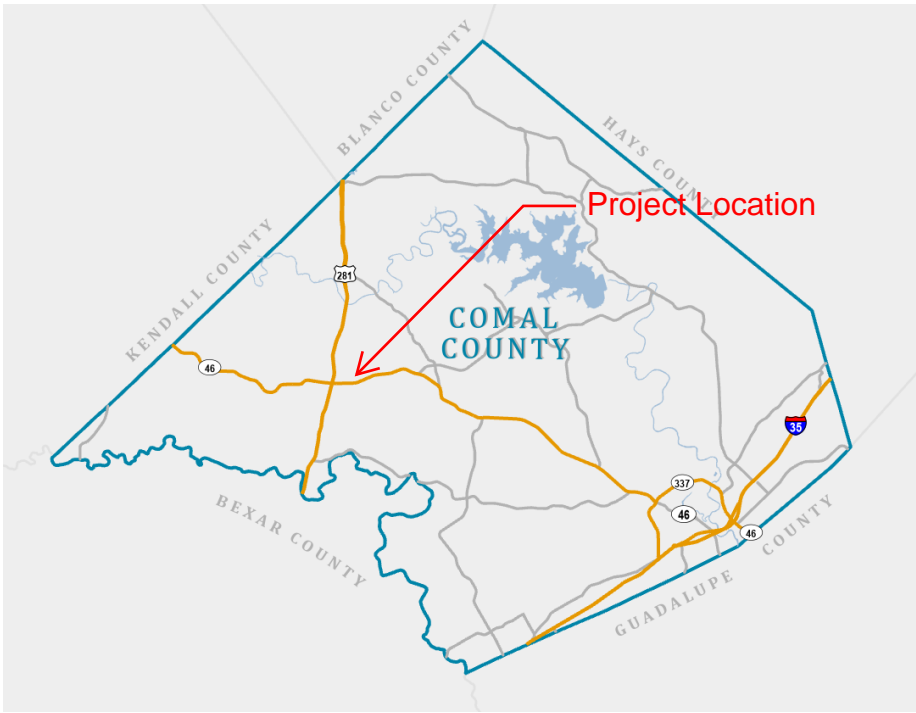 BLANCO COUNTY
HAYS COUNTY
Project Location
KENDALL COUNTY
281
COMAL
COUNTY
46
35
337
46
46
BEXAR COUNTY
GUADALUPE COUNTY